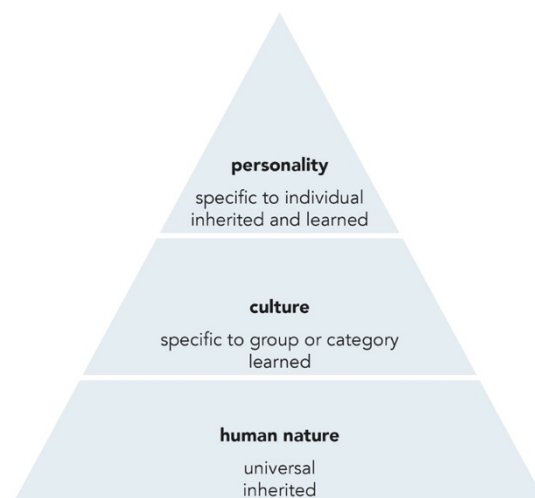 personality
specific to individual
inherited and learned
culture
specific to group or category
learned
human nature
universal
inherited